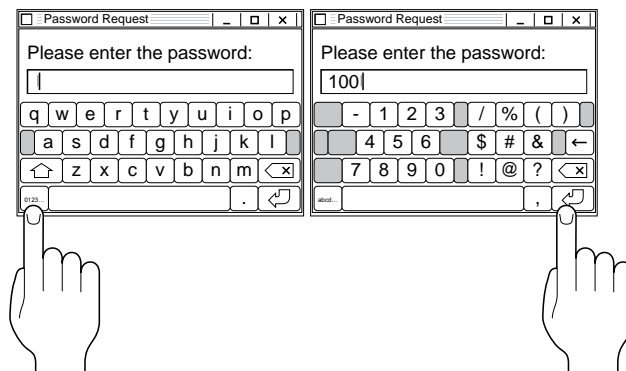 Password Request
Please enter the password:
q w e r t y u i o p
a s d f g h j k l
z x c v b n m
0123... .
Password Request
Please enter the password:
100
- 1 2 3 / % ( )
4 5 6 $ # & ←
7 8 9 0 ! @ ?
abcd... ,